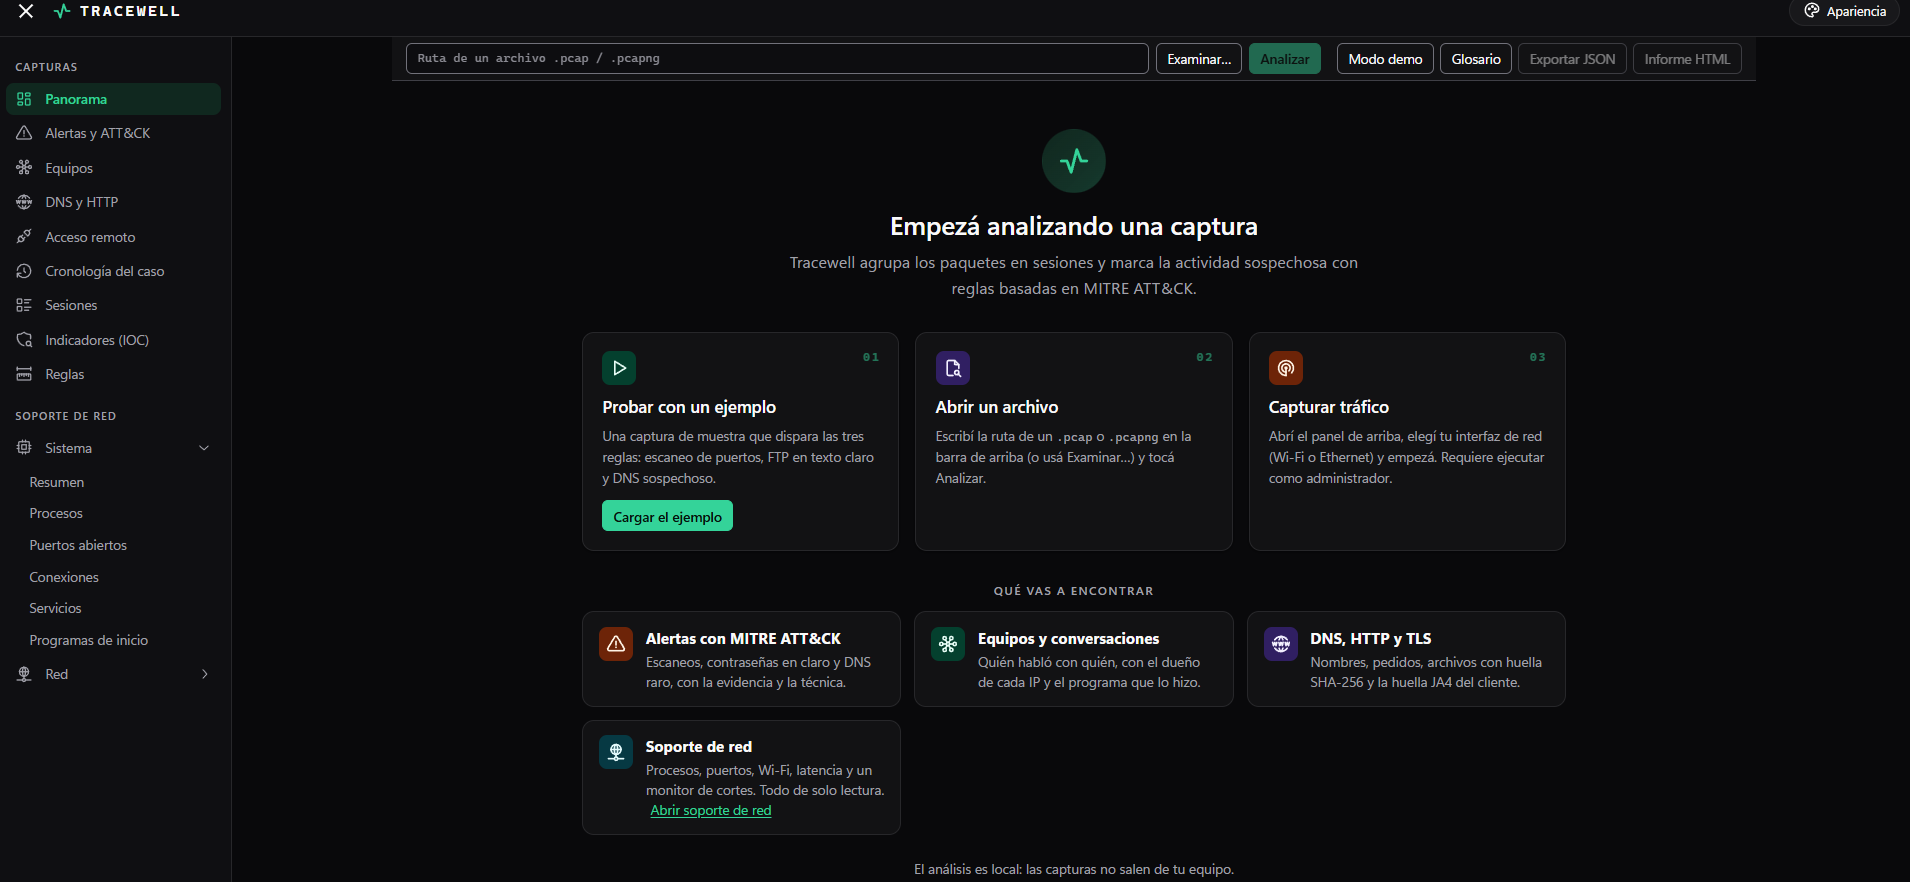 TRACEWELL
Apariencia
CAPTURAS
Panorama
Alertas y ATT&CK
Equipos
DNS y HTTP
Acceso remoto
Cronología del caso
Sesiones
Indicadores (IOC)
Reglas
SOPORTE DE RED
Sistema
Resumen
Procesos
Puertos abiertos
Conexiones
Servicios
Programas de inicio
Red
Ruta de un archivo .pcap / .pcapng
Examinar...
Analizar
Modo demo
Glosario
Exportar JSON
Informe HTML
Empezá analizando una captura
Tracewell agrupa los paquetes en sesiones y marca la actividad sospechosa con
reglas basadas en MITRE ATT&CK.
01
Probar con un ejemplo
Una captura de muestra que dispara las tres
reglas: escaneo de puertos, FTP en texto claro
y DNS sospechoso.
Cargar el ejemplo
02
Abrir un archivo
Escribí la ruta de un .pcap o .pcapng en la
barra de arriba (o usá Examinar...) y tocá
Analizar.
03
Capturar tráfico
Abrí el panel de arriba, elegí tu interfaz de red
(Wi-Fi o Ethernet) y empezá. Requiere ejecutar
como administrador.
QUÉ VAS A ENCONTRAR
Alertas con MITRE ATT&CK
Escaneos, contraseñas en claro y DNS
raro, con la evidencia y la técnica.
Equipos y conversaciones
Quién habló con quién, con el dueño
de cada IP y el programa que lo hizo.
WWW
DNS, HTTP y TLS
Nombres, pedidos, archivos con huella
SHA-256 y la huella JA4 del cliente.
Soporte de red
Procesos, puertos, Wi-Fi, latencia y un
monitor de cortes. Todo de solo lectura.
Abrir soporte de red
El análisis es local: las capturas no salen de tu equipo.